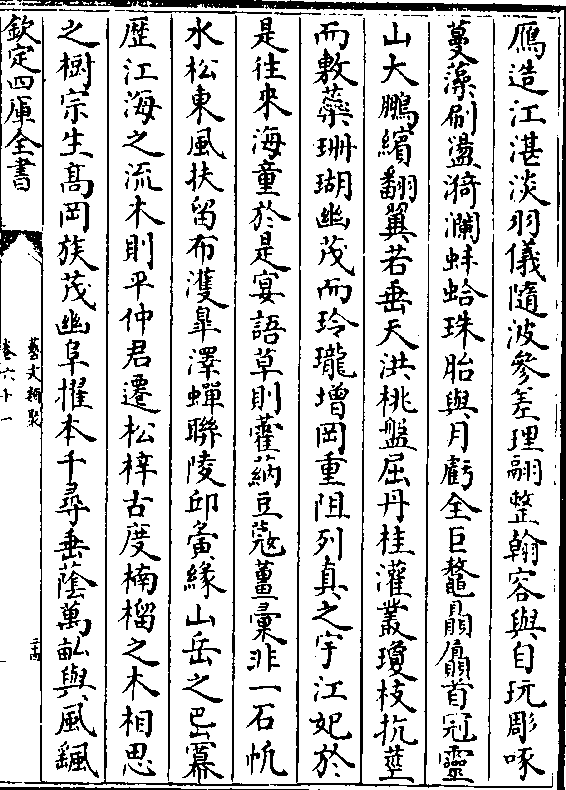 鴈造江湛淡羽儀隨波參差理翮整翰容與自玩彫啄
蔓藻刷盪漪瀾蚌蛤珠胎與月虧全巨鼇贔屓首冠靈
山大鵬繽翻翼若垂天洪桃盤屈丹桂灌叢瓊枝抗莖
而敷蘂珊瑚幽茂而玲瓏增岡重阻列真之宇江妃於
是往來海童於是宴語草則藿蒳豆蔻薑彚非一石帆
水松東風扶留布濩臯澤蟬聯陵邱夤緣山岳之岊冪
歷江海之流木則平仲君遷松梓古度楠榴之木相思
之樹宗生高岡族茂幽阜擢本千尋垂蔭萬畝與風飖
欽定四庫全書
藝文類聚
卷六十一